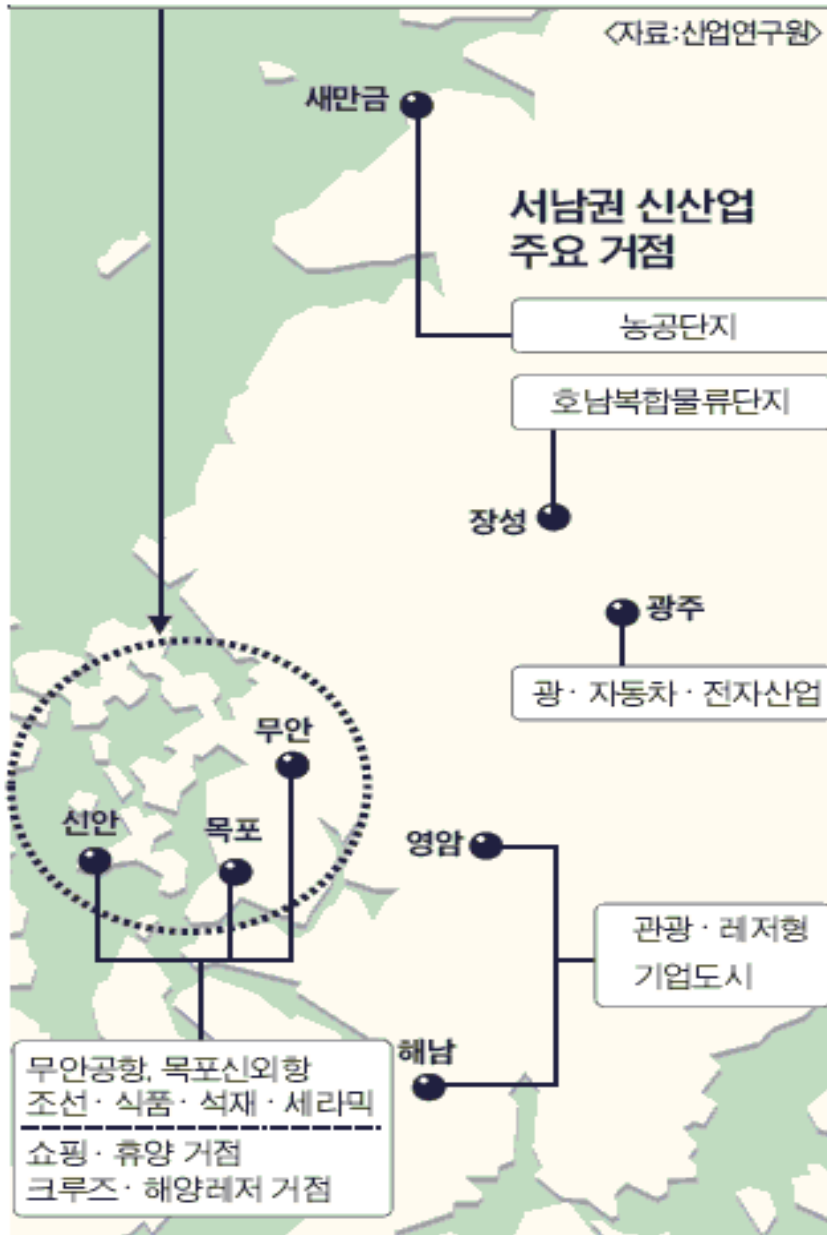 <자료:산업연구원>
새만금
서남권 신산업
주요 거점
농공단지
호남복합물류단지
장성
광주
광 · 자동차 · 전자산업
무안
신안
목포
영암
관광 · 레저형
기업도시
해남
무안공항, 목포신외항
조선 · 식품 · 석재 · 세라믹
쇼핑 · 휴양 거점
크루즈 · 해양레저 거점